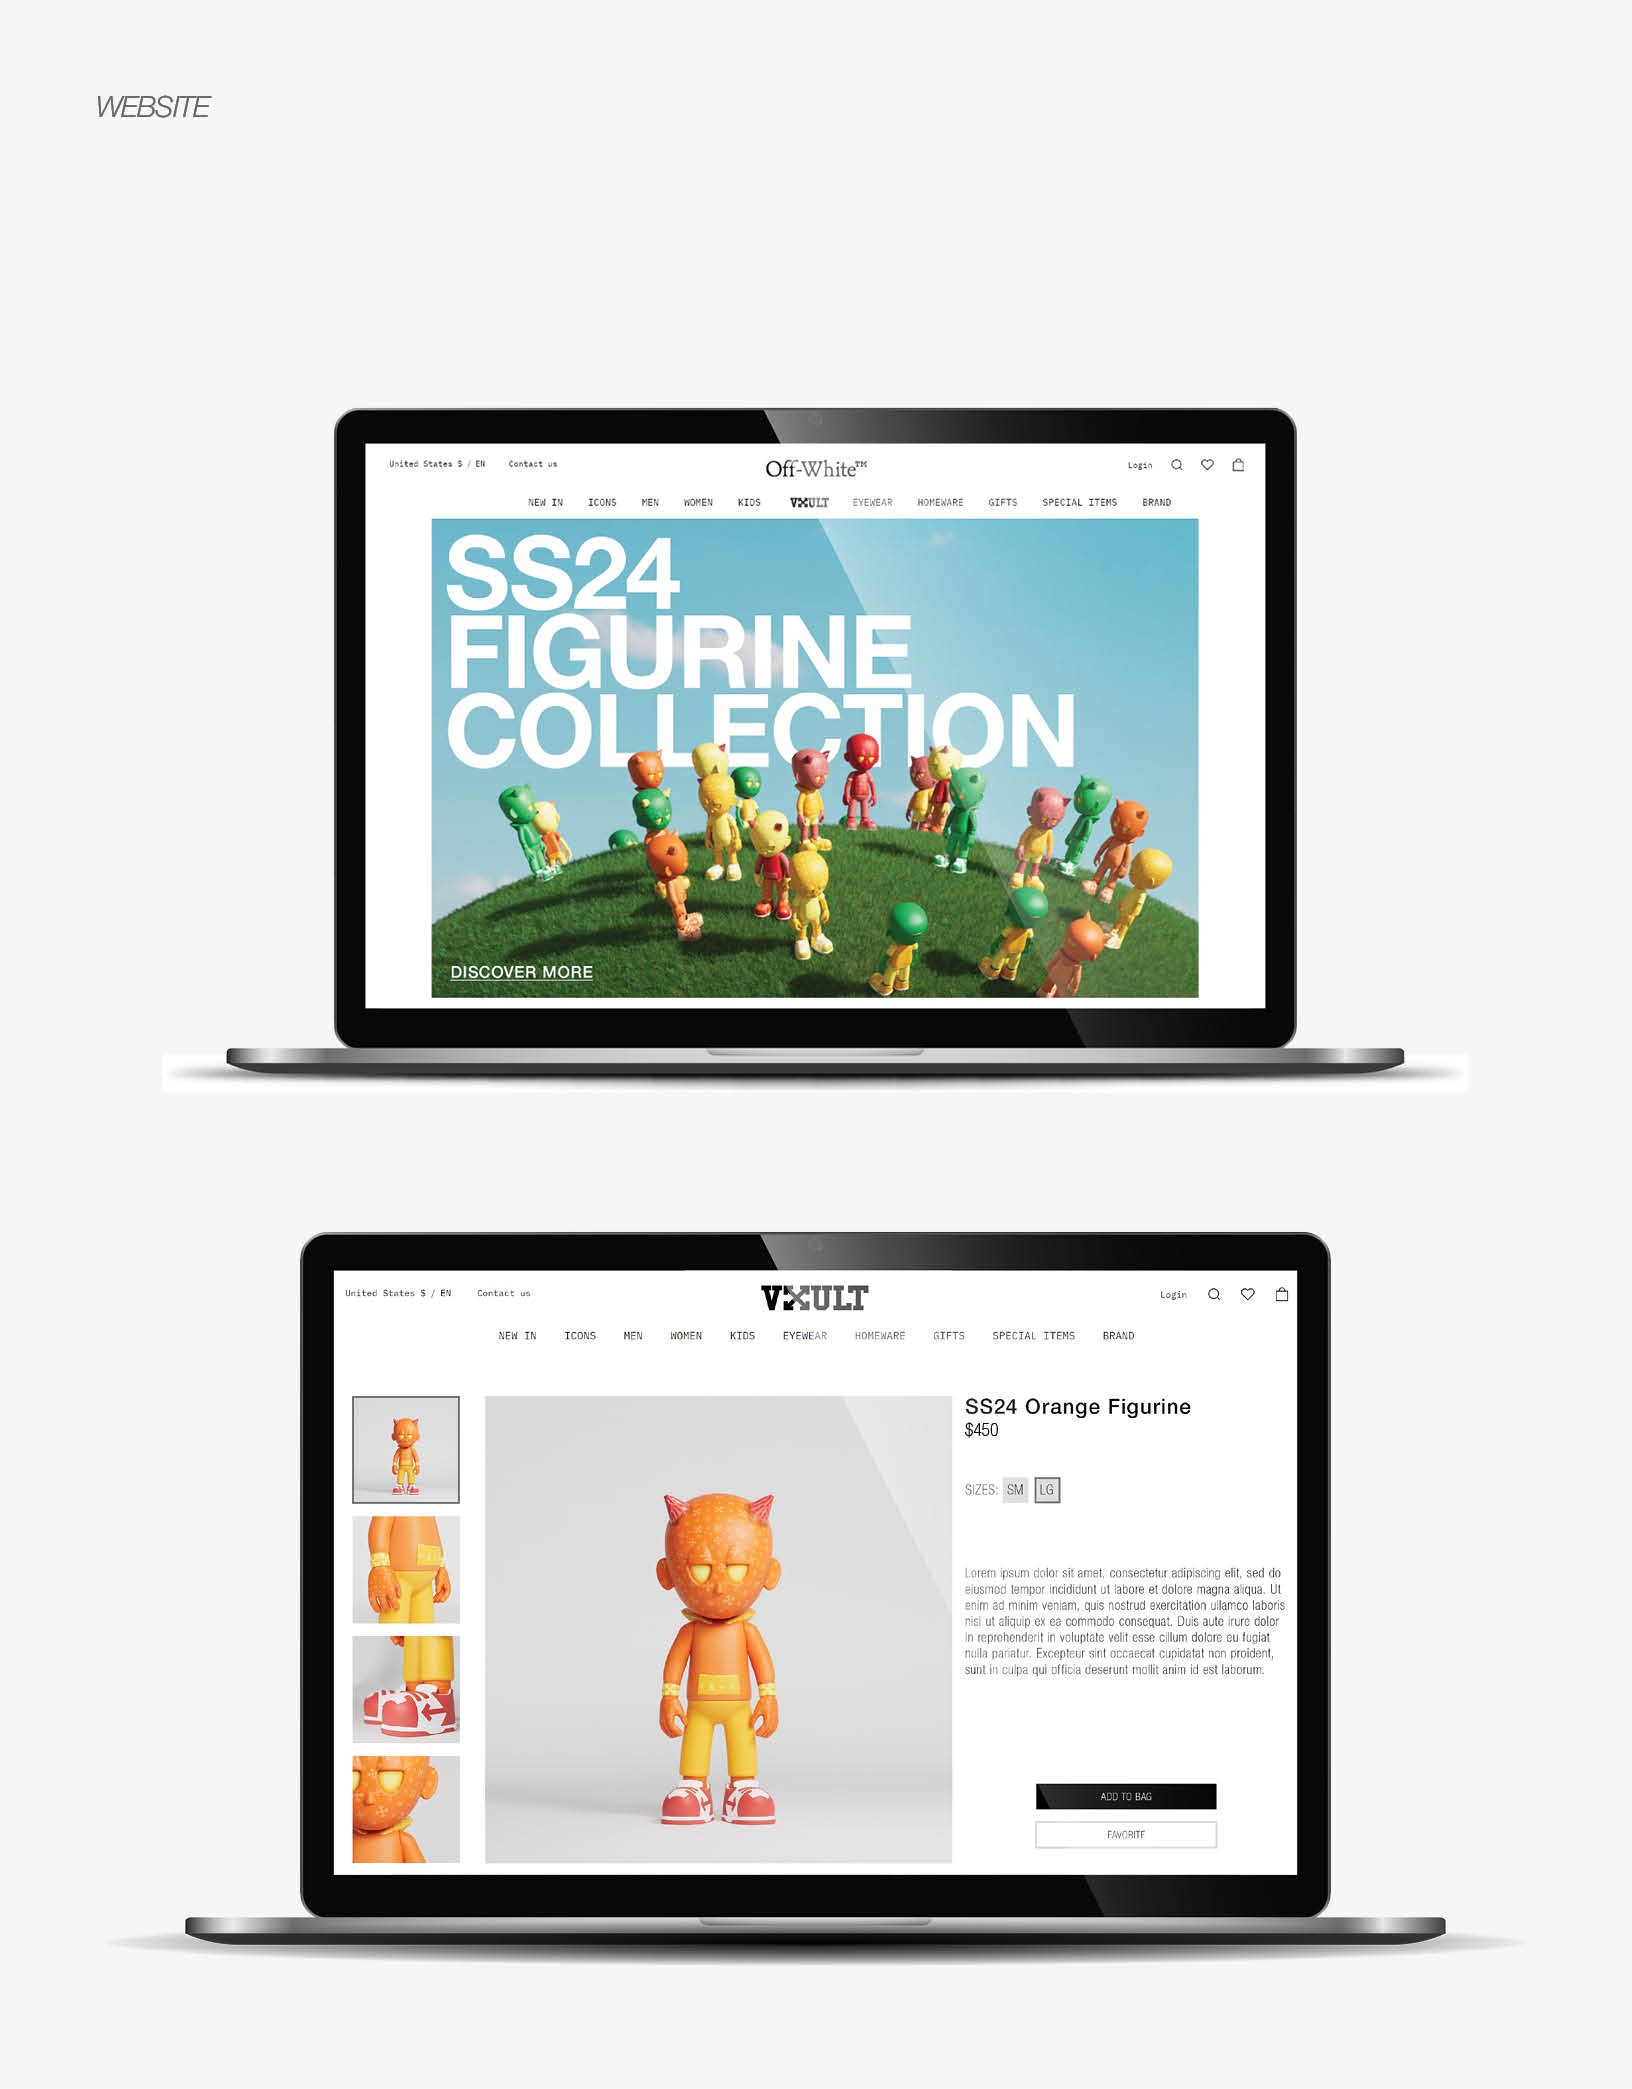 WEBSITE
United States $ / EN Contact us
Off-White™
Login
NEW IN ICONS MEN WOMEN KIDS VXULT EYEWEAR HOMEWARE GIFTS SPECIAL ITEMS BRAND
SS24
FIGURINE
COLLECTION
DISCOVER MORE
United States $ / EN Contact us
VXULT
Login
NEW IN ICONS MEN WOMEN KIDS EYEWEAR HOMEWARE GIFTS SPECIAL ITEMS BRAND
SS24 Orange Figurine
$450
SIZES: SM LG
Lorem ipsum dolor sit amet, consectetur adipiscing elit, sed do
eiusmod tempor incididunt ut labore et dolore magna aliqua. Ut
enim ad minim veniam, quis nostrud exercitation ullamco laboris
nisi ut aliquip ex ea commodo consequat. Duis aute irure dolor
in reprehenderit in voluptate velit esse cillum dolore eu fugiat
nulla pariatur. Excepteur sint occaecat cupidatat non proident,
sunt in culpa qui officia deserunt mollit anim id est laborum.
ADD TO BAG
FAVORITE